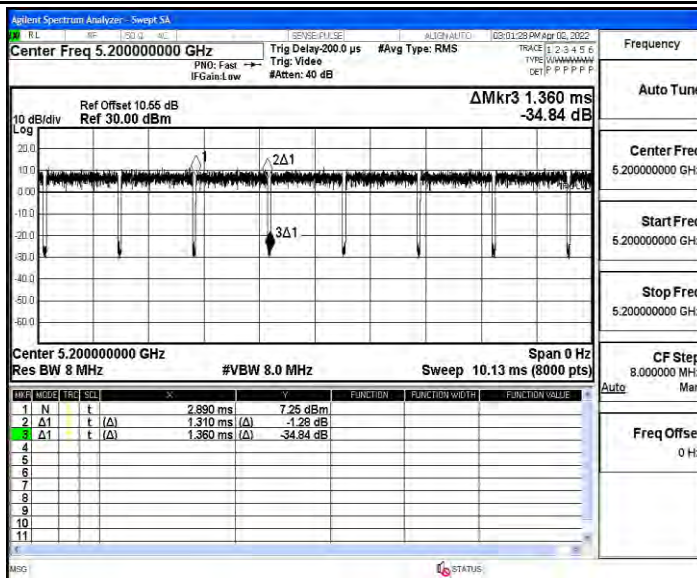 Agilent Spectrum Analyzer - Swept SA
RL RF 50 Ω AC SENSE:PULSE ALIGN AUTO 03:01:28 PM Apr 02, 2022
Center Freq 5.200000000 GHz
PNO: Fast
IFGain:Low
Trig Delay-200.0 µs
Trig: Video
#Atten: 40 dB
#Avg Type: RMS
TRACE 1 2 3 4 5 6
TYPE WWWWWW
DET P P P P P P
Ref Offset 10.55 dB
10 dB/div Ref 30.00 dBm
Log
ΔMkr3 1.360 ms
-34.84 dB
20.0
10.0
0.00
-10.0
-20.0
-30.0
-40.0
-50.0
-60.0
1
2Δ1
3Δ1
Center 5.200000000 GHz Span 0 Hz
Res BW 8 MHz #VBW 8.0 MHz Sweep 10.13 ms (8000 pts)
MKR MODE TRC SCL X Y FUNCTION FUNCTION WIDTH FUNCTION VALUE
1 N t 2.890 ms 7.25 dBm
2 Δ1 t (Δ) 1.310 ms (Δ) -1.28 dB
3 Δ1 t (Δ) 1.360 ms (Δ) -34.84 dB
4
5
6
7
8
9
10
11
MSG STATUS
Frequency
Auto Tune
Center Freq
5.200000000 GHz
Start Freq
5.200000000 GHz
Stop Freq
5.200000000 GHz
CF Step
8.000000 MHz
Auto Man
Freq Offset
0 Hz